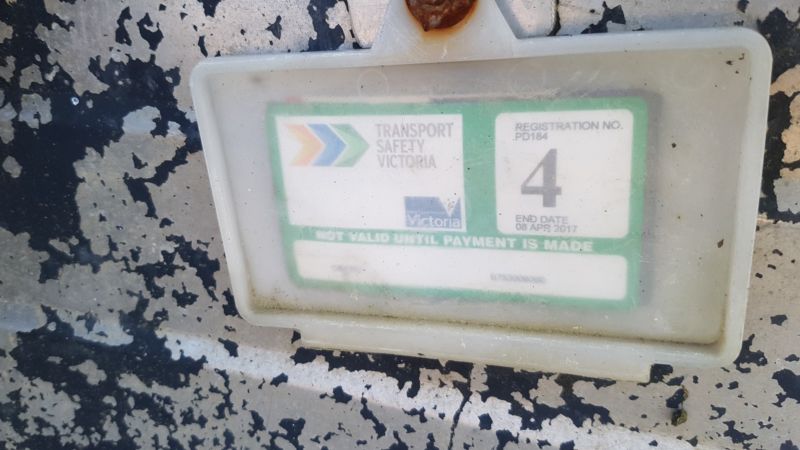 TRANSPORT
SAFETY
VICTORIA
Victoria
REGISTRATION NO.
PD184
4
END DATE
08 APR 2017
NOT VALID UNTIL PAYMENT IS MADE